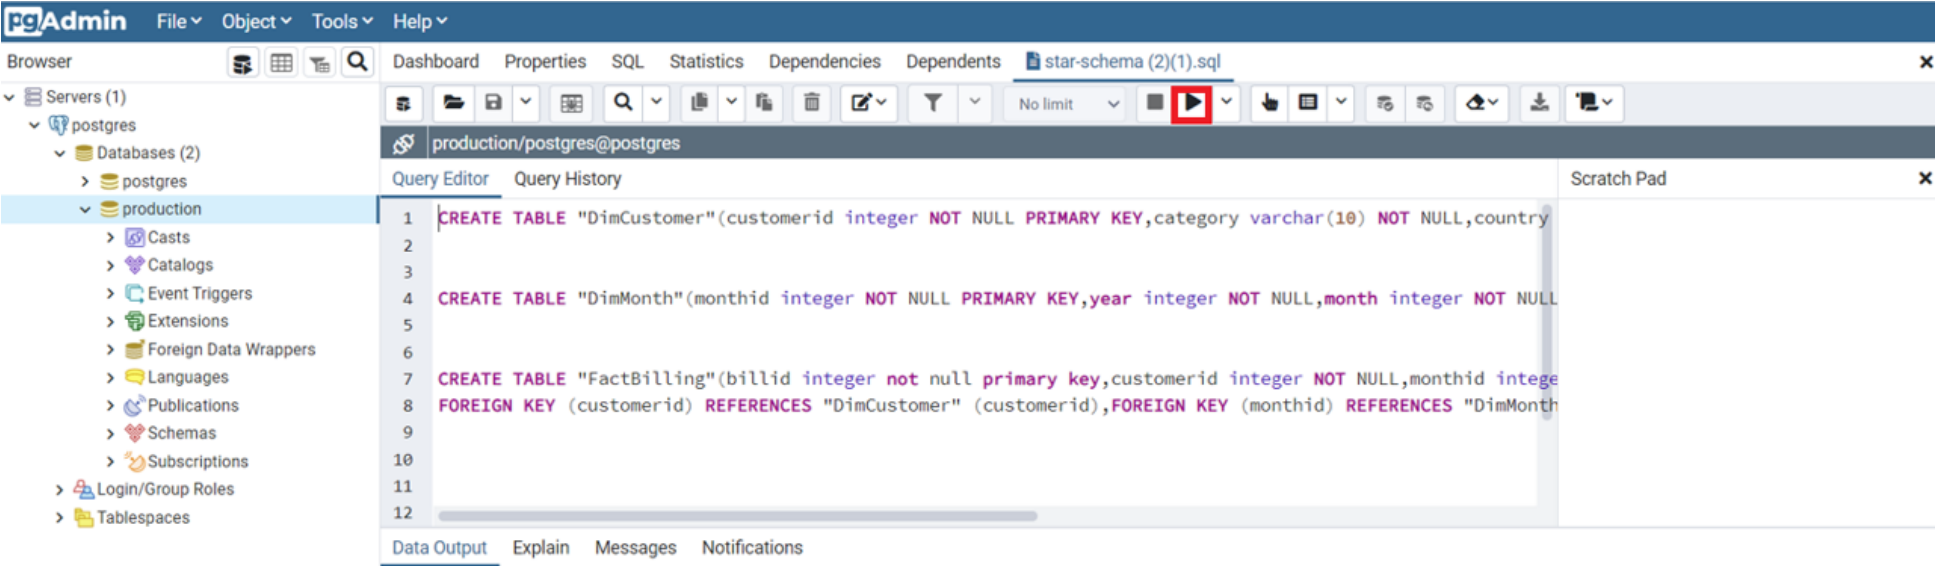 pgAdmin File Object Tools Help
Browser
Dashboard Properties SQL Statistics Dependencies Dependents star-schema (2)(1).sql
No limit
Servers (1)
postgres
Databases (2)
postgres
production
Casts
Catalogs
Event Triggers
Extensions
Foreign Data Wrappers
Languages
Publications
Schemas
Subscriptions
Login/Group Roles
Tablespaces
production/postgres@postgres
Query Editor Query History
Scratch Pad
1 CREATE TABLE "DimCustomer"(customerid integer NOT NULL PRIMARY KEY,category varchar(10) NOT NULL,country
2
3
4 CREATE TABLE "DimMonth"(monthid integer NOT NULL PRIMARY KEY,year integer NOT NULL,month integer NOT NULL
5
6
7 CREATE TABLE "FactBilling"(billid integer not null primary key,customerid integer NOT NULL,monthid intege
8 FOREIGN KEY (customerid) REFERENCES "DimCustomer" (customerid),FOREIGN KEY (monthid) REFERENCES "DimMonth
9
10
11
12
Data Output Explain Messages Notifications